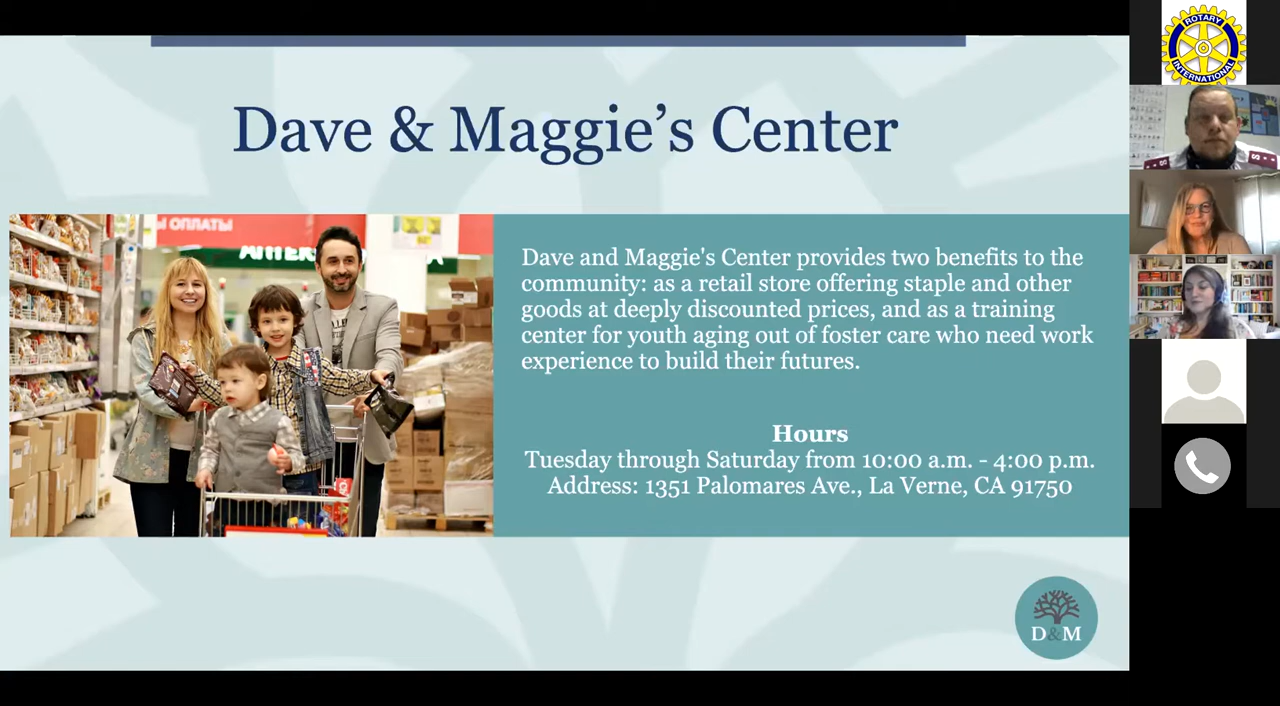 Dave & Maggie's Center
Ы ОПЛАТЫ
Dave and Maggie's Center provides two benefits to the
community: as a retail store offering staple and other
goods at deeply discounted prices, and as a training
center for youth aging out of foster care who need work
experience to build their futures.
Hours
Tuesday through Saturday from 10:00 a.m. - 4:00 p.m.
Address: 1351 Palomares Ave., La Verne, CA 91750
D&M
ROTARY
INTERNATIONAL
S
S